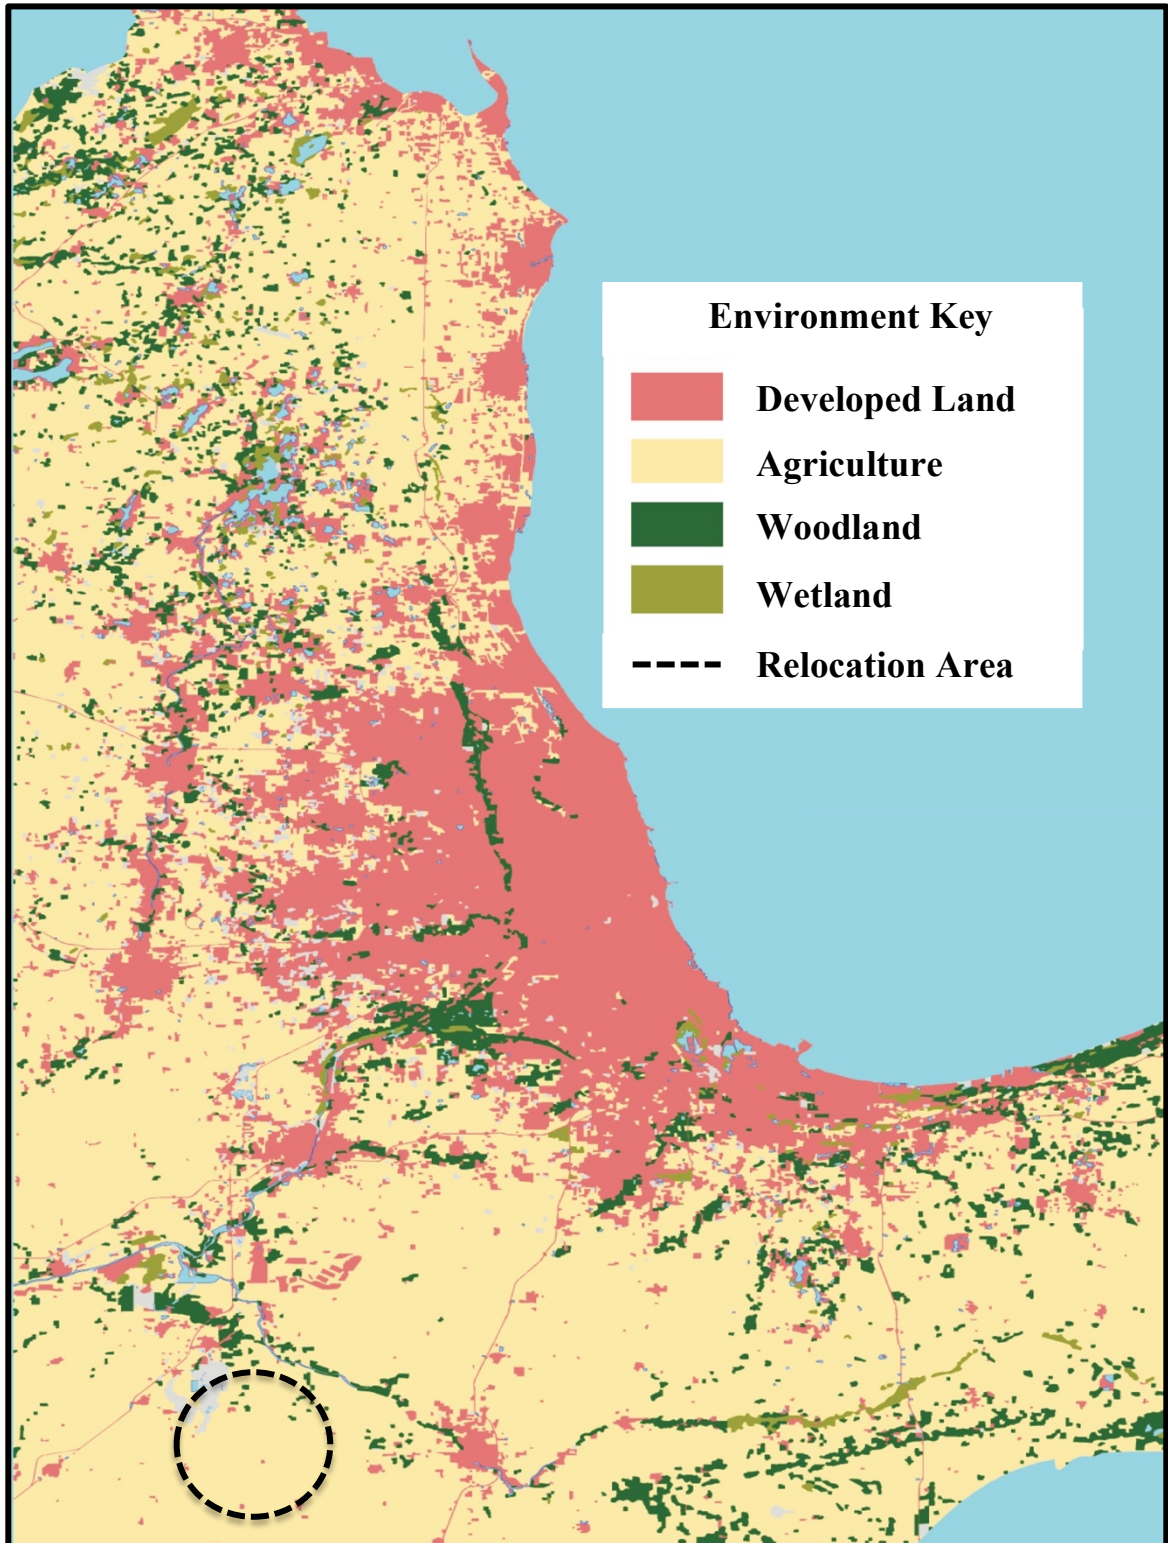 Environment Key
Developed Land
Agriculture
Woodland
Wetland
Relocation Area